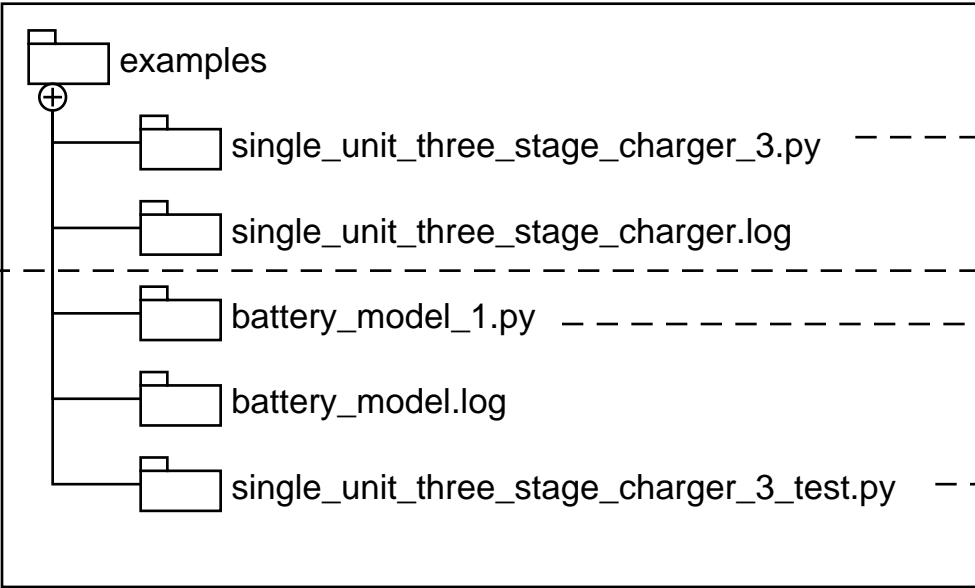 examples
single_unit_three_stage_charger_3.py
single_unit_three_stage_charger.log
battery_model_1.py
battery_model.log
single_unit_three_stage_charger_3_test.py